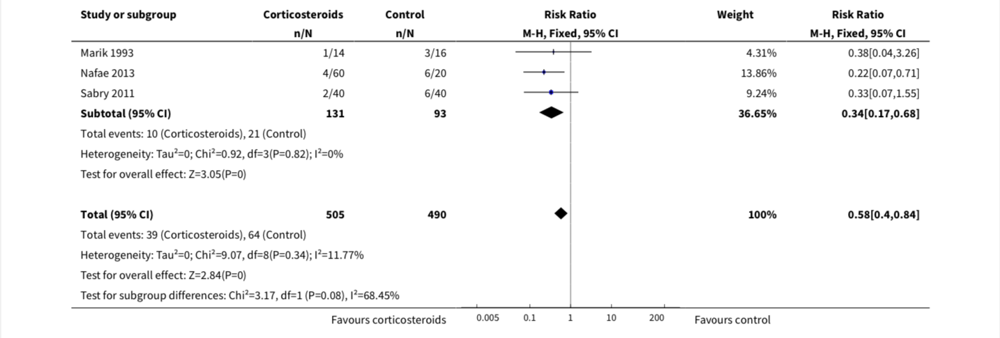 Study or subgroup Corticosteroids Control Risk Ratio Weight Risk Ratio
n/N n/N M-H, Fixed, 95% CI M-H, Fixed, 95% CI
Marik 1993 1/14 3/16 4.31% 0.38[0.04,3.26]
Nafae 2013 4/60 6/20 13.86% 0.22[0.07,0.71]
Sabry 2011 2/40 6/40 9.24% 0.33[0.07,1.55]
Subtotal (95% CI) 131 93 36.65% 0.34[0.17,0.68]
Total events: 10 (Corticosteroids), 21 (Control)
Heterogeneity: Tau²=0; Chi²=0.92, df=3(P=0.82); I²=0%
Test for overall effect: Z=3.05(P=0)
Total (95% CI) 505 490 100% 0.58[0.4,0.84]
Total events: 39 (Corticosteroids), 64 (Control)
Heterogeneity: Tau²=0; Chi²=9.07, df=8(P=0.34); I²=11.77%
Test for overall effect: Z=2.84(P=0)
Test for subgroup differences: Chi²=3.17, df=1 (P=0.08), I²=68.45%
Favours corticosteroids 0.005 0.1 1 10 200 Favours control